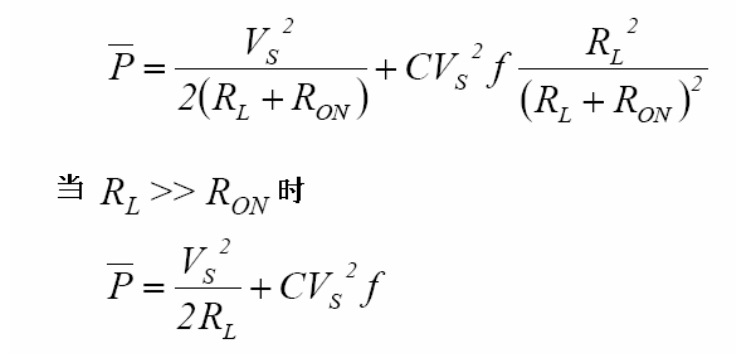 P̄ = V_S² / 2(R_L + R_ON) + CV_S² f R_L² / (R_L + R_ON)²
当 R_L >> R_ON 时
P̄ = V_S² / 2R_L + CV_S² f